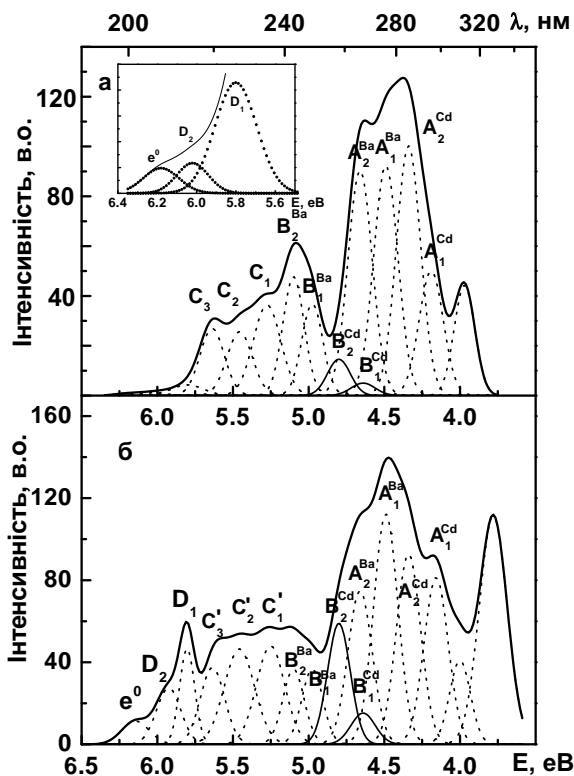 200 240 280 320 λ, нм
Інтенсивність, в.о.
120
80
40
а
e⁰ D₂ D₁
6.4 6.2 6.0 5.8 5.6 E, eB
C₃ C₂ C₁ B₂ᴮᵃ B₁ᴮᵃ B₂ꟲᵈ B₁ꟲᵈ A₂ᴮᵃ A₁ᴮᵃ A₂ꟲᵈ A₁ꟲᵈ
6.0 5.5 5.0 4.5 4.0
Інтенсивність, в.о.
160
120
80
40
0
б
e⁰ D₂ D₁ C'₃ C'₂ C'₁ B₂ᴮᵃ B₁ᴮᵃ B₂ꟲᵈ B₁ꟲᵈ A₂ᴮᵃ A₁ᴮᵃ A₂ꟲᵈ A₁ꟲᵈ
6.5 6.0 5.5 5.0 4.5 4.0 E, eB